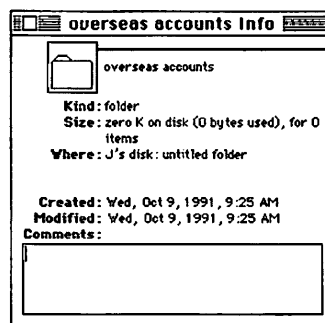 overseas accounts Info
overseas accounts
Kind: folder
Size: zero K on disk (0 bytes used), for 0
items
Where: J's disk: untitled folder
Created: Wed, Oct 9, 1991, 9:25 AM
Modified: Wed, Oct 9, 1991, 9:25 AM
Comments: